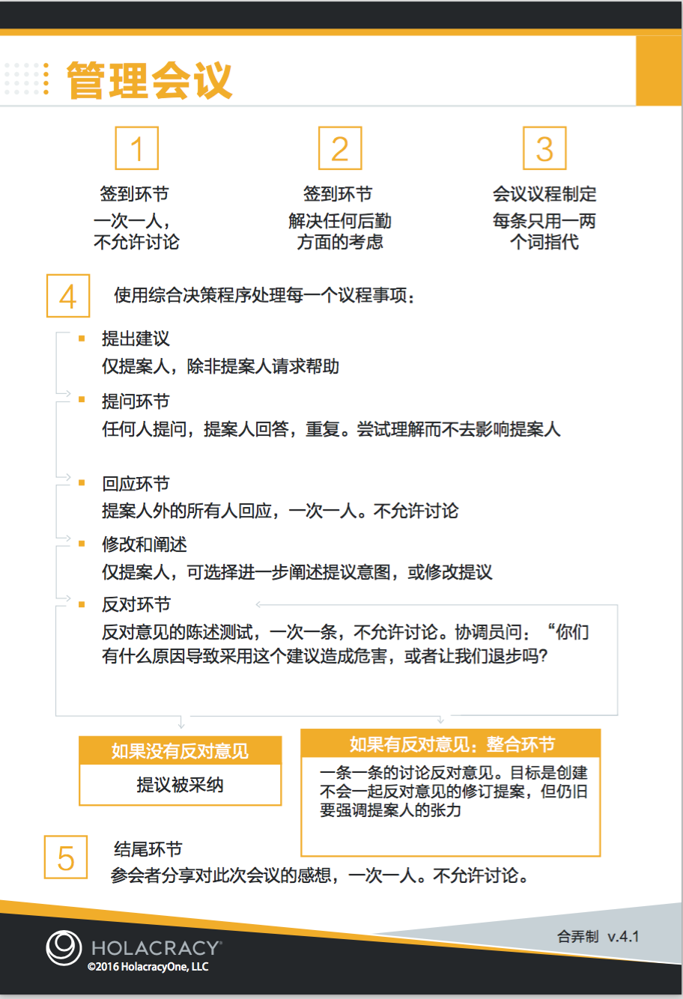 管理会议
1
签到环节
一次一人，
不允许讨论
2
签到环节
解决任何后勤
方面的考虑
3
会议议程制定
每条只用一两
个词指代
4
使用综合决策程序处理每一个议程事项：
提出建议
仅提案人，除非提案人请求帮助
提问环节
任何人提问，提案人回答，重复。尝试理解而不去影响提案人
回应环节
提案人外的所有人回应，一次一人。不允许讨论
修改和阐述
仅提案人，可选择进一步阐述提议意图，或修改提议
反对环节
反对意见的陈述测试，一次一条，不允许讨论。协调员问：“你们
有什么原因导致采用这个建议造成危害，或者让我们退步吗?
如果没有反对意见
提议被采纳
如果有反对意见：整合环节
一条一条的讨论反对意见。目标是创建
不会一起反对意见的修订提案，但仍旧
要强调提案人的张力
5
结尾环节
参会者分享对此次会议的感想，一次一人。不允许讨论。
合弄制 v.4.1
HOLACRACY®
©2016 HolacracyOne, LLC